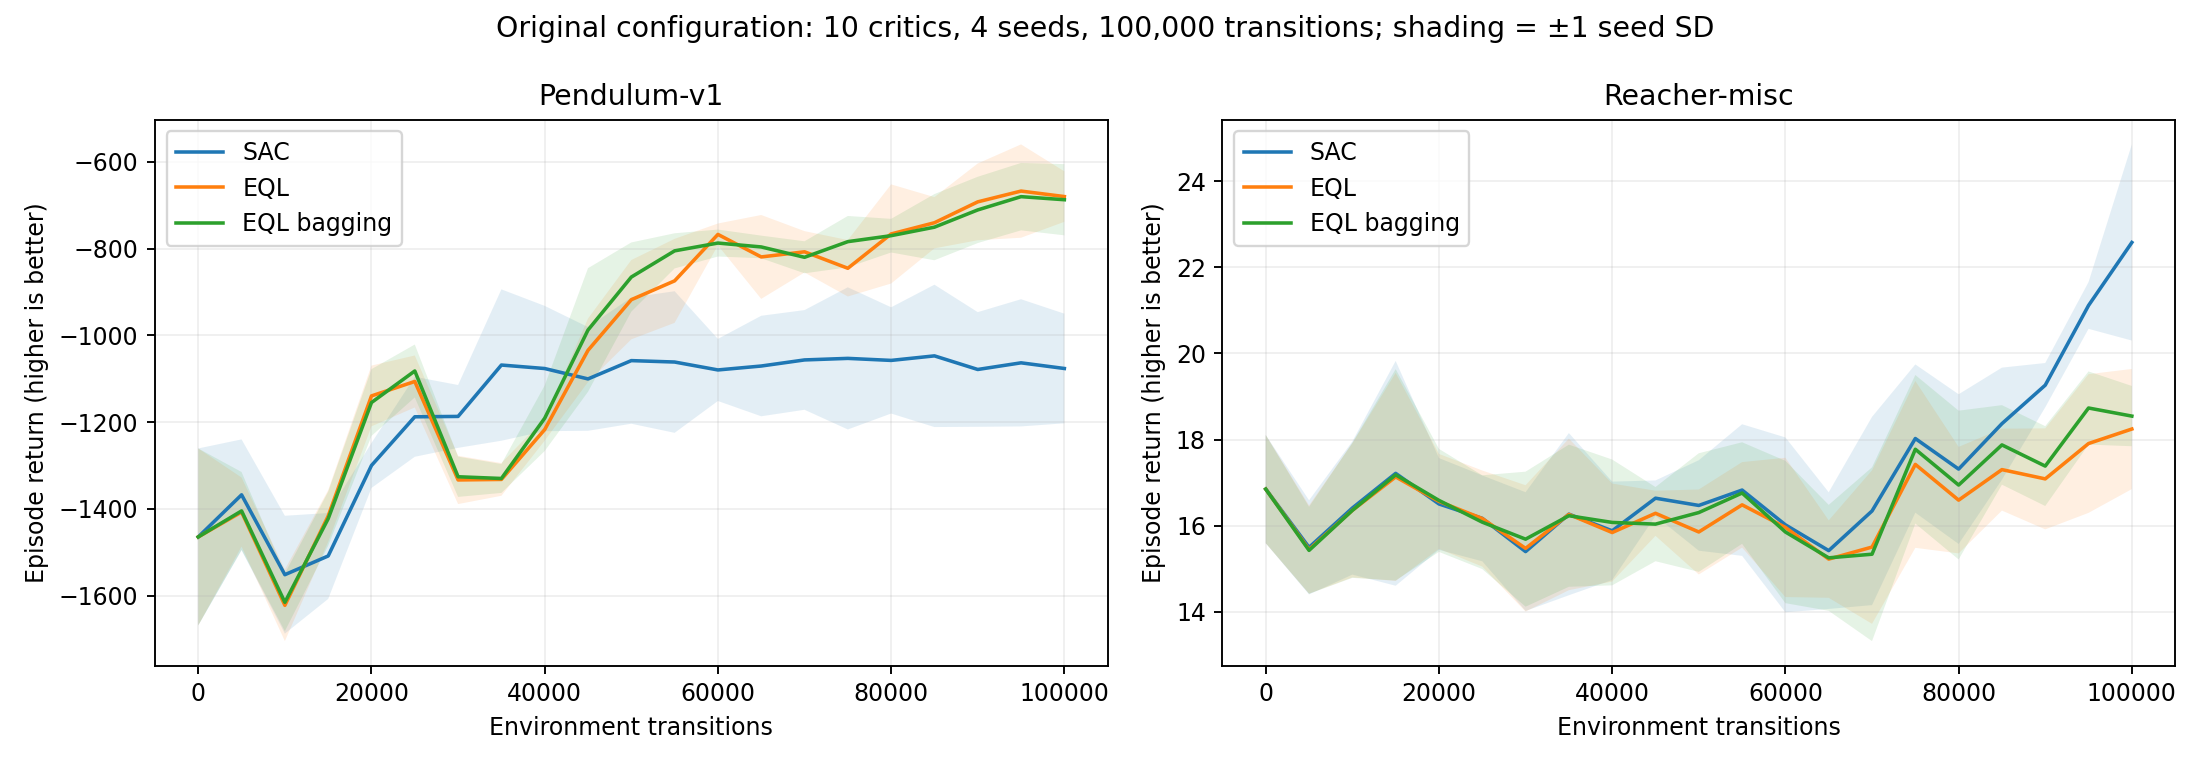 Original configuration: 10 critics, 4 seeds, 100,000 transitions; shading = ±1 seed SD
Pendulum-v1
SAC
EQL
EQL bagging
Episode return (higher is better)
−600
−800
−1000
−1200
−1400
−1600
0 20000 40000 60000 80000 100000
Environment transitions
Reacher-misc
SAC
EQL
EQL bagging
Episode return (higher is better)
24
22
20
18
16
14
0 20000 40000 60000 80000 100000
Environment transitions